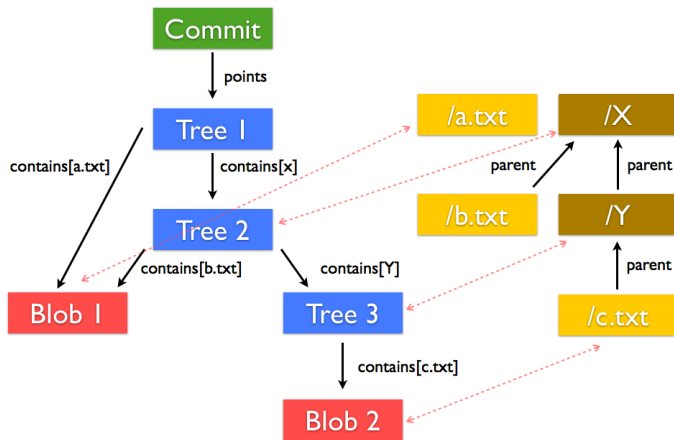 Commit
points
Tree 1
/a.txt
/X
contains[a.txt]
contains[x]
parent
parent
Tree 2
/b.txt
/Y
contains[b.txt]
contains[Y]
parent
Blob 1
Tree 3
/c.txt
contains[c.txt]
Blob 2